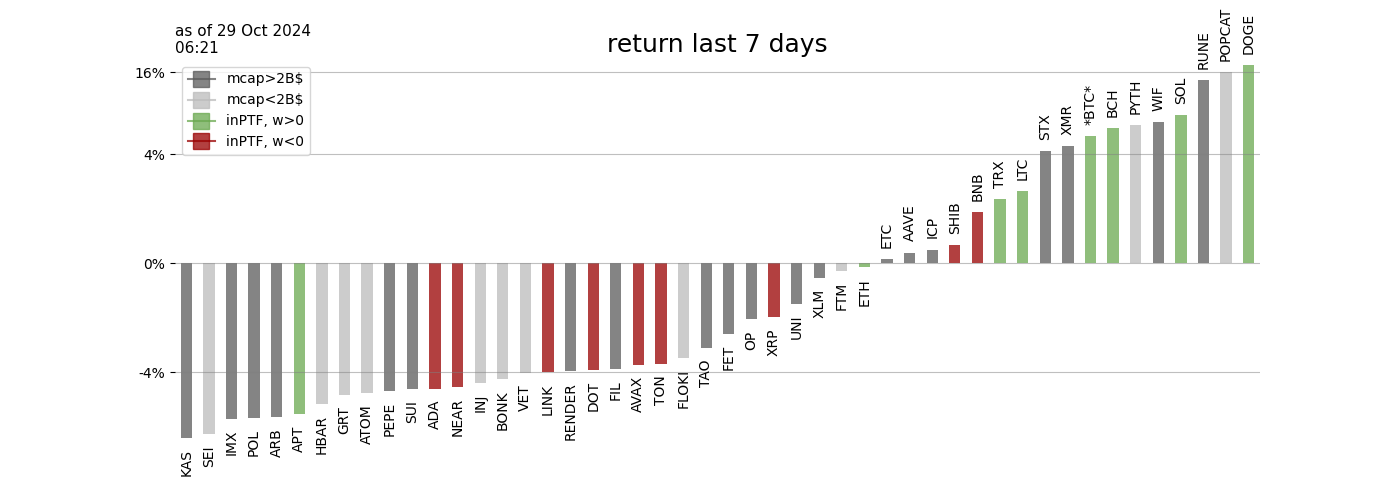 as of 29 Oct 2024
06:21
return last 7 days
16%
4%
0%
-4%
mcap>2B$
mcap<2B$
inPTF, w>0
inPTF, w<0
KAS
SEI
IMX
POL
ARB
APT
HBAR
GRT
ATOM
PEPE
SUI
ADA
NEAR
INJ
BONK
VET
LINK
RENDER
DOT
FIL
AVAX
TON
FLOKI
TAO
FET
OP
XRP
UNI
XLM
FTM
ETH
ETC
AAVE
ICP
SHIB
BNB
TRX
LTC
STX
XMR
*BTC*
BCH
PYTH
WIF
SOL
RUNE
POPCAT
DOGE